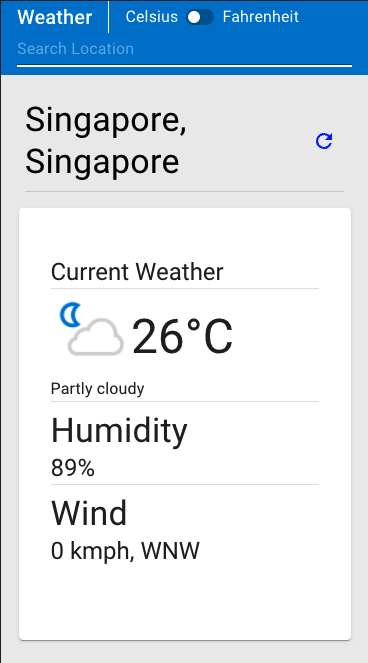 Weather Celsius Fahrenheit
Search Location
Singapore,
Singapore
Current Weather
26°C
Partly cloudy
Humidity
89%
Wind
0 kmph, WNW